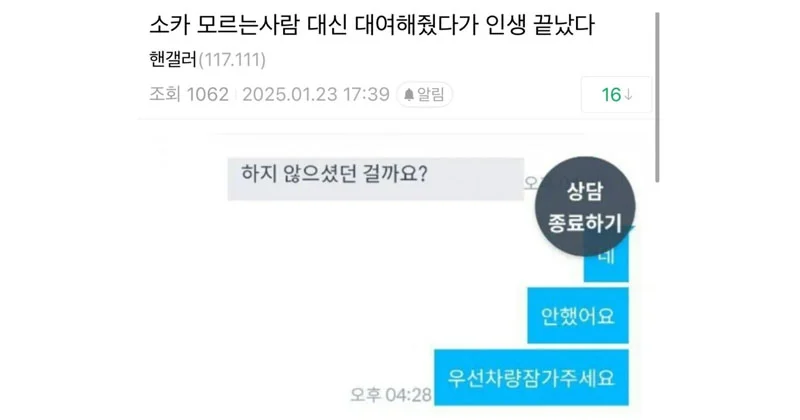 소카 모르는사람 대신 대여해줬다가 인생 끝났다
핸갤러(117.111)
조회 1062 2025.01.23 17:39 알림
16↓
하지 않으셨던 걸까요?
상담
종료하기
네
안했어요
우선차량잠가주세요
오후 04:28